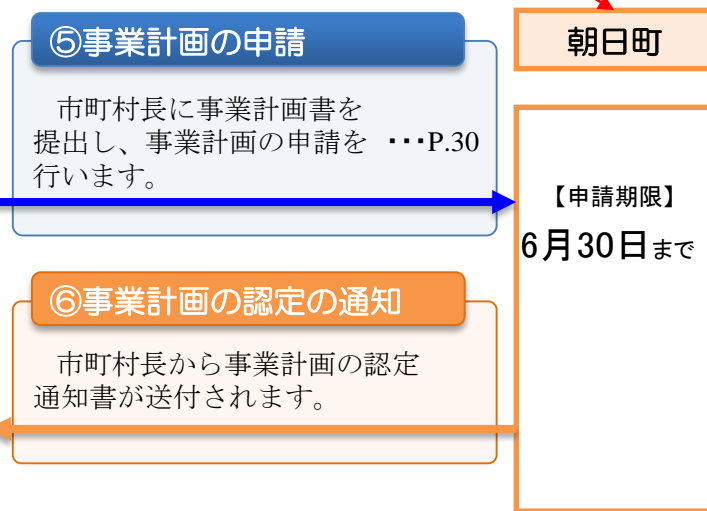 ⑤事業計画の申請
市町村長に事業計画書を
提出し、事業計画の申請を ・・・P.30
行います。
⑥事業計画の認定の通知
市町村長から事業計画の認定
通知書が送付されます。
朝日町
【申請期限】
6月30日まで